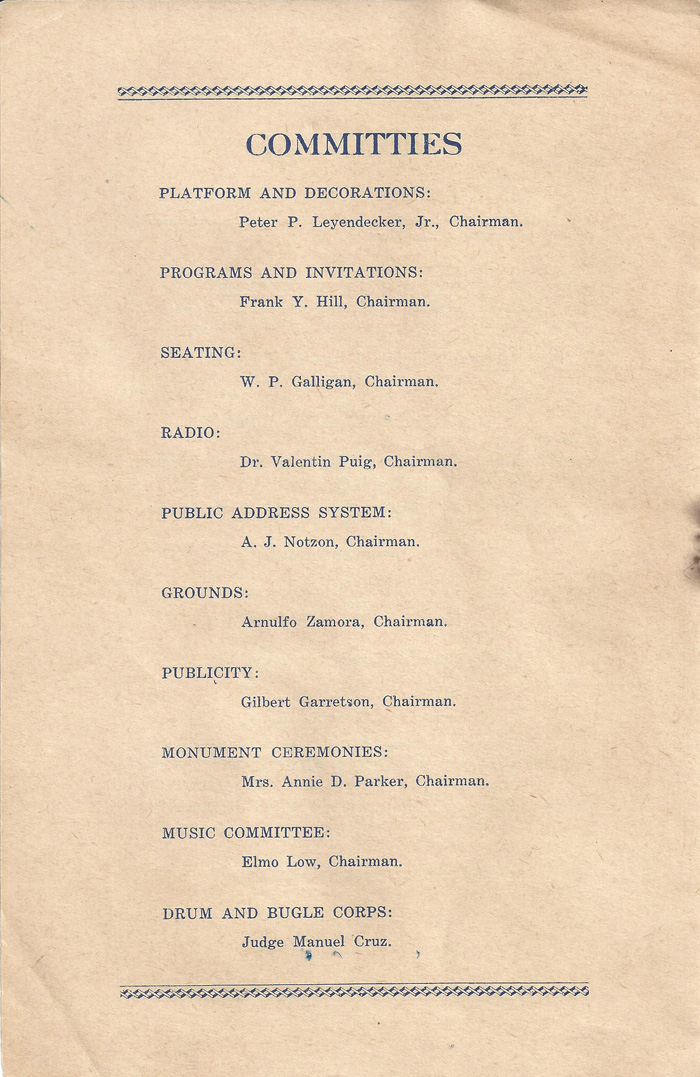 COMMITTIES
PLATFORM AND DECORATIONS:
Peter P. Leyendecker, Jr., Chairman.
PROGRAMS AND INVITATIONS:
Frank Y. Hill, Chairman.
SEATING:
W. P. Galligan, Chairman.
RADIO:
Dr. Valentin Puig, Chairman.
PUBLIC ADDRESS SYSTEM:
A. J. Notzon, Chairman.
GROUNDS:
Arnulfo Zamora, Chairman.
PUBLICITY:
Gilbert Garretson, Chairman.
MONUMENT CEREMONIES:
Mrs. Annie D. Parker, Chairman.
MUSIC COMMITTEE:
Elmo Low, Chairman.
DRUM AND BUGLE CORPS:
Judge Manuel Cruz.